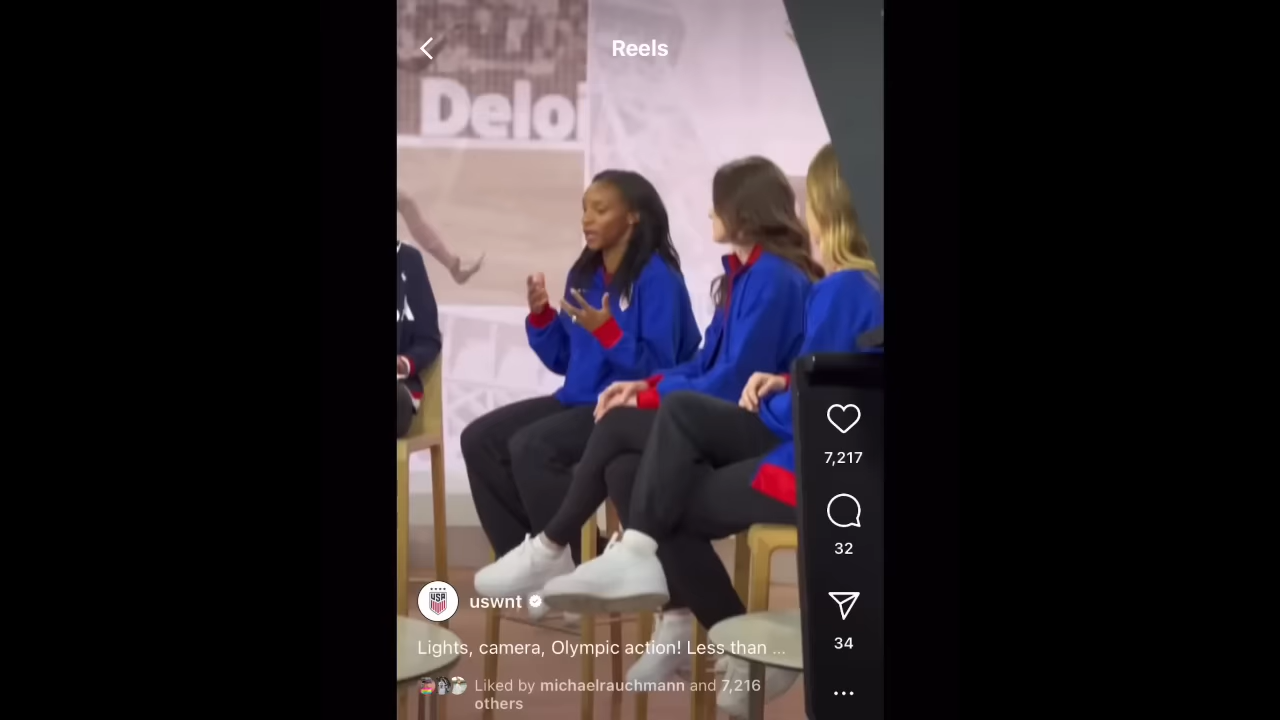 Reels
Deloi
A
7,217
32
34
USA
uswnt
Lights, camera, Olympic action! Less than ...
Liked by michaelrauchmann and 7,216
others